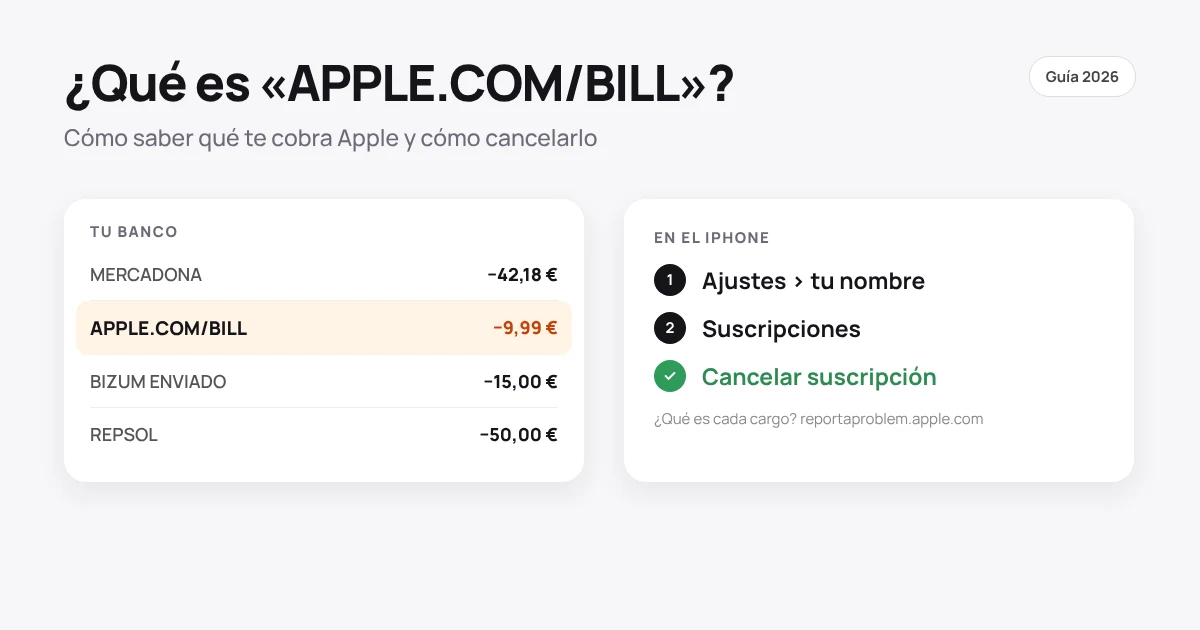 ¿Qué es «APPLE.COM/BILL»?
Guía 2026
Cómo saber qué te cobra Apple y cómo cancelarlo
TU BANCO
MERCADONA −42,18 €
APPLE.COM/BILL −9,99 €
BIZUM ENVIADO −15,00 €
REPSOL −50,00 €
EN EL IPHONE
1 Ajustes › tu nombre
2 Suscripciones
✓ Cancelar suscripción
¿Qué es cada cargo? reportaproblem.apple.com